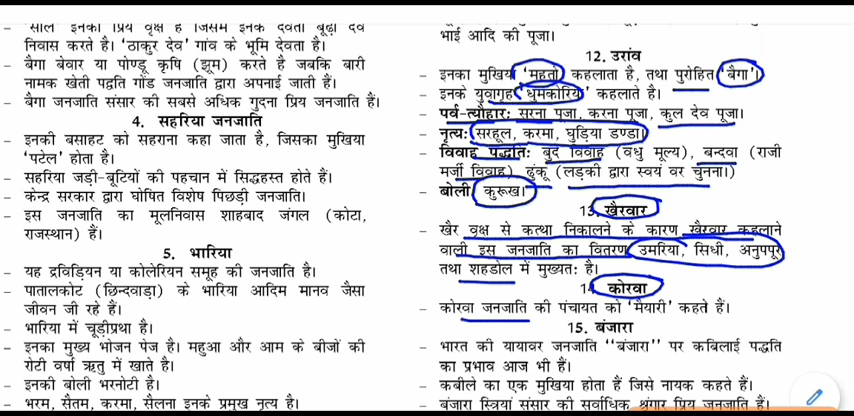 – साल इनका प्रिय वृक्ष है जिसमें इनके देवता बूढ़ा देव
निवास करते है। 'ठाकुर देव' गांव के भूमि देवता है।
– बैगा बेवार या पोण्डू कृषि (झूम) करते है जबकि बारी
नामक खेती पद्वति गोंड जनजाति द्वारा अपनाई जाती हैं।
– बैगा जनजाति संसार की सबसे अधिक गुदना प्रिय जनजाति हैं।
4. सहरिया जनजाति
– इनकी बसाहट को सहराना कहा जाता है, जिसका मुखिया
'पटेल' होता है।
– सहरिया जड़ी-बूटियों की पहचान में सिद्धहस्त होते हैं।
– केन्द्र सरकार द्वारा घोषित विशेष पिछड़ी जनजाति।
– इस जनजाति का मूलनिवास शाहबाद जंगल (कोटा,
राजस्थान) हैं।
5. भारिया
– यह द्रविड़ियन या कोलेरियन समूह की जनजाति है।
– पातालकोट (छिन्दवाड़ा) के भारिया आदिम मानव जैसा
जीवन जी रहे हैं।
– भारिया में चूड़ीप्रथा है।
– इनका मुख्य भोजन पेज है। महुआ और आम के बीजों की
रोटी वर्षा ऋतु में खाते है।
– इनकी बोली भरनोटी है।
– भरम, सैतम, करमा, सैलना इनके प्रमुख नृत्य है।
भाई आदि की पूजा।
12. उरांव
– इनका मुखिया 'महतो' कहलाता है, तथा पुरोहित 'बैगा'।
– इनके युवागृह 'धुमकोरिया' कहलाते है।
– पर्व-त्यौहार: सरना पूजा, करना पूजा, कुल देव पूजा।
– नृत्य: सरहूल, करमा, घुड़िया डण्डा।
– विवाह पद्धति: बुंदे विवाह (वधु मूल्य), बन्दवा (राजी
मर्जी विवाह) ढुंकू (लड़की द्वारा स्वयं वर चुनना।)
– बोली कुरूख।
13. खैरवार
– खैर वृक्ष से कत्था निकालने के कारण खैरवार कहलाने
वाली इस जनजाति का वितरण उमरिया, सिधी, अनुपपूर
तथा शहडोल में मुख्यतः है।
14. कोरवा
– कोरवा जनजाति की पंचायत को 'मैयारी' कहते हैं।
15. बंजारा
– भारत की यायावर जनजाति "बंजारा" पर कबिलाई पद्धति
का प्रभाव आज भी हैं।
– कबीले का एक मुखिया होता हैं जिसे नायक कहते हैं।
– बंजारा स्त्रियां संसार की सर्वाधिक श्रृंगार प्रिय जनजाति हैं।